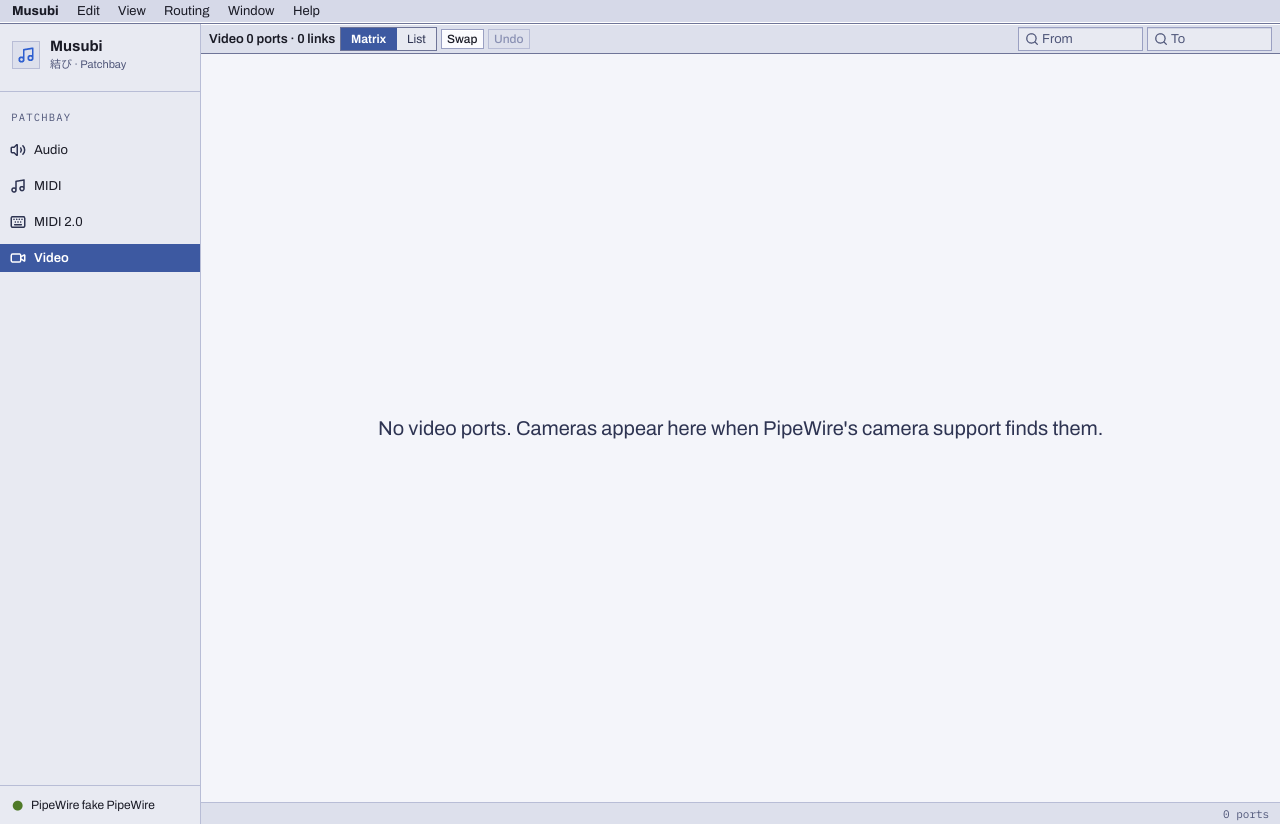 Musubi Edit View Routing Window Help
Musubi
結び · Patchbay
Video 0 ports · 0 links Matrix List Swap Undo From To
PATCHBAY
Audio
MIDI
MIDI 2.0
Video
No video ports. Cameras appear here when PipeWire's camera support finds them.
PipeWire fake PipeWire
0 ports